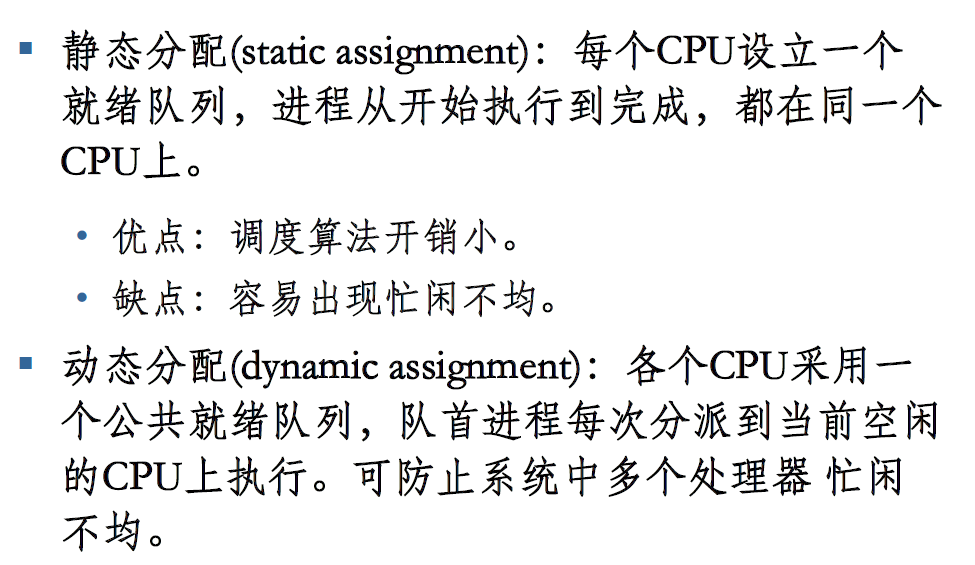 ▪ 静态分配(static assignment)：每个CPU设立一个
就绪队列，进程从开始执行到完成，都在同一个
CPU上。
• 优点：调度算法开销小。
• 缺点：容易出现忙闲不均。
▪ 动态分配(dynamic assignment)：各个CPU采用一
个公共就绪队列，队首进程每次分派到当前空闲
的CPU上执行。可防止系统中多个处理器 忙闲
不均。